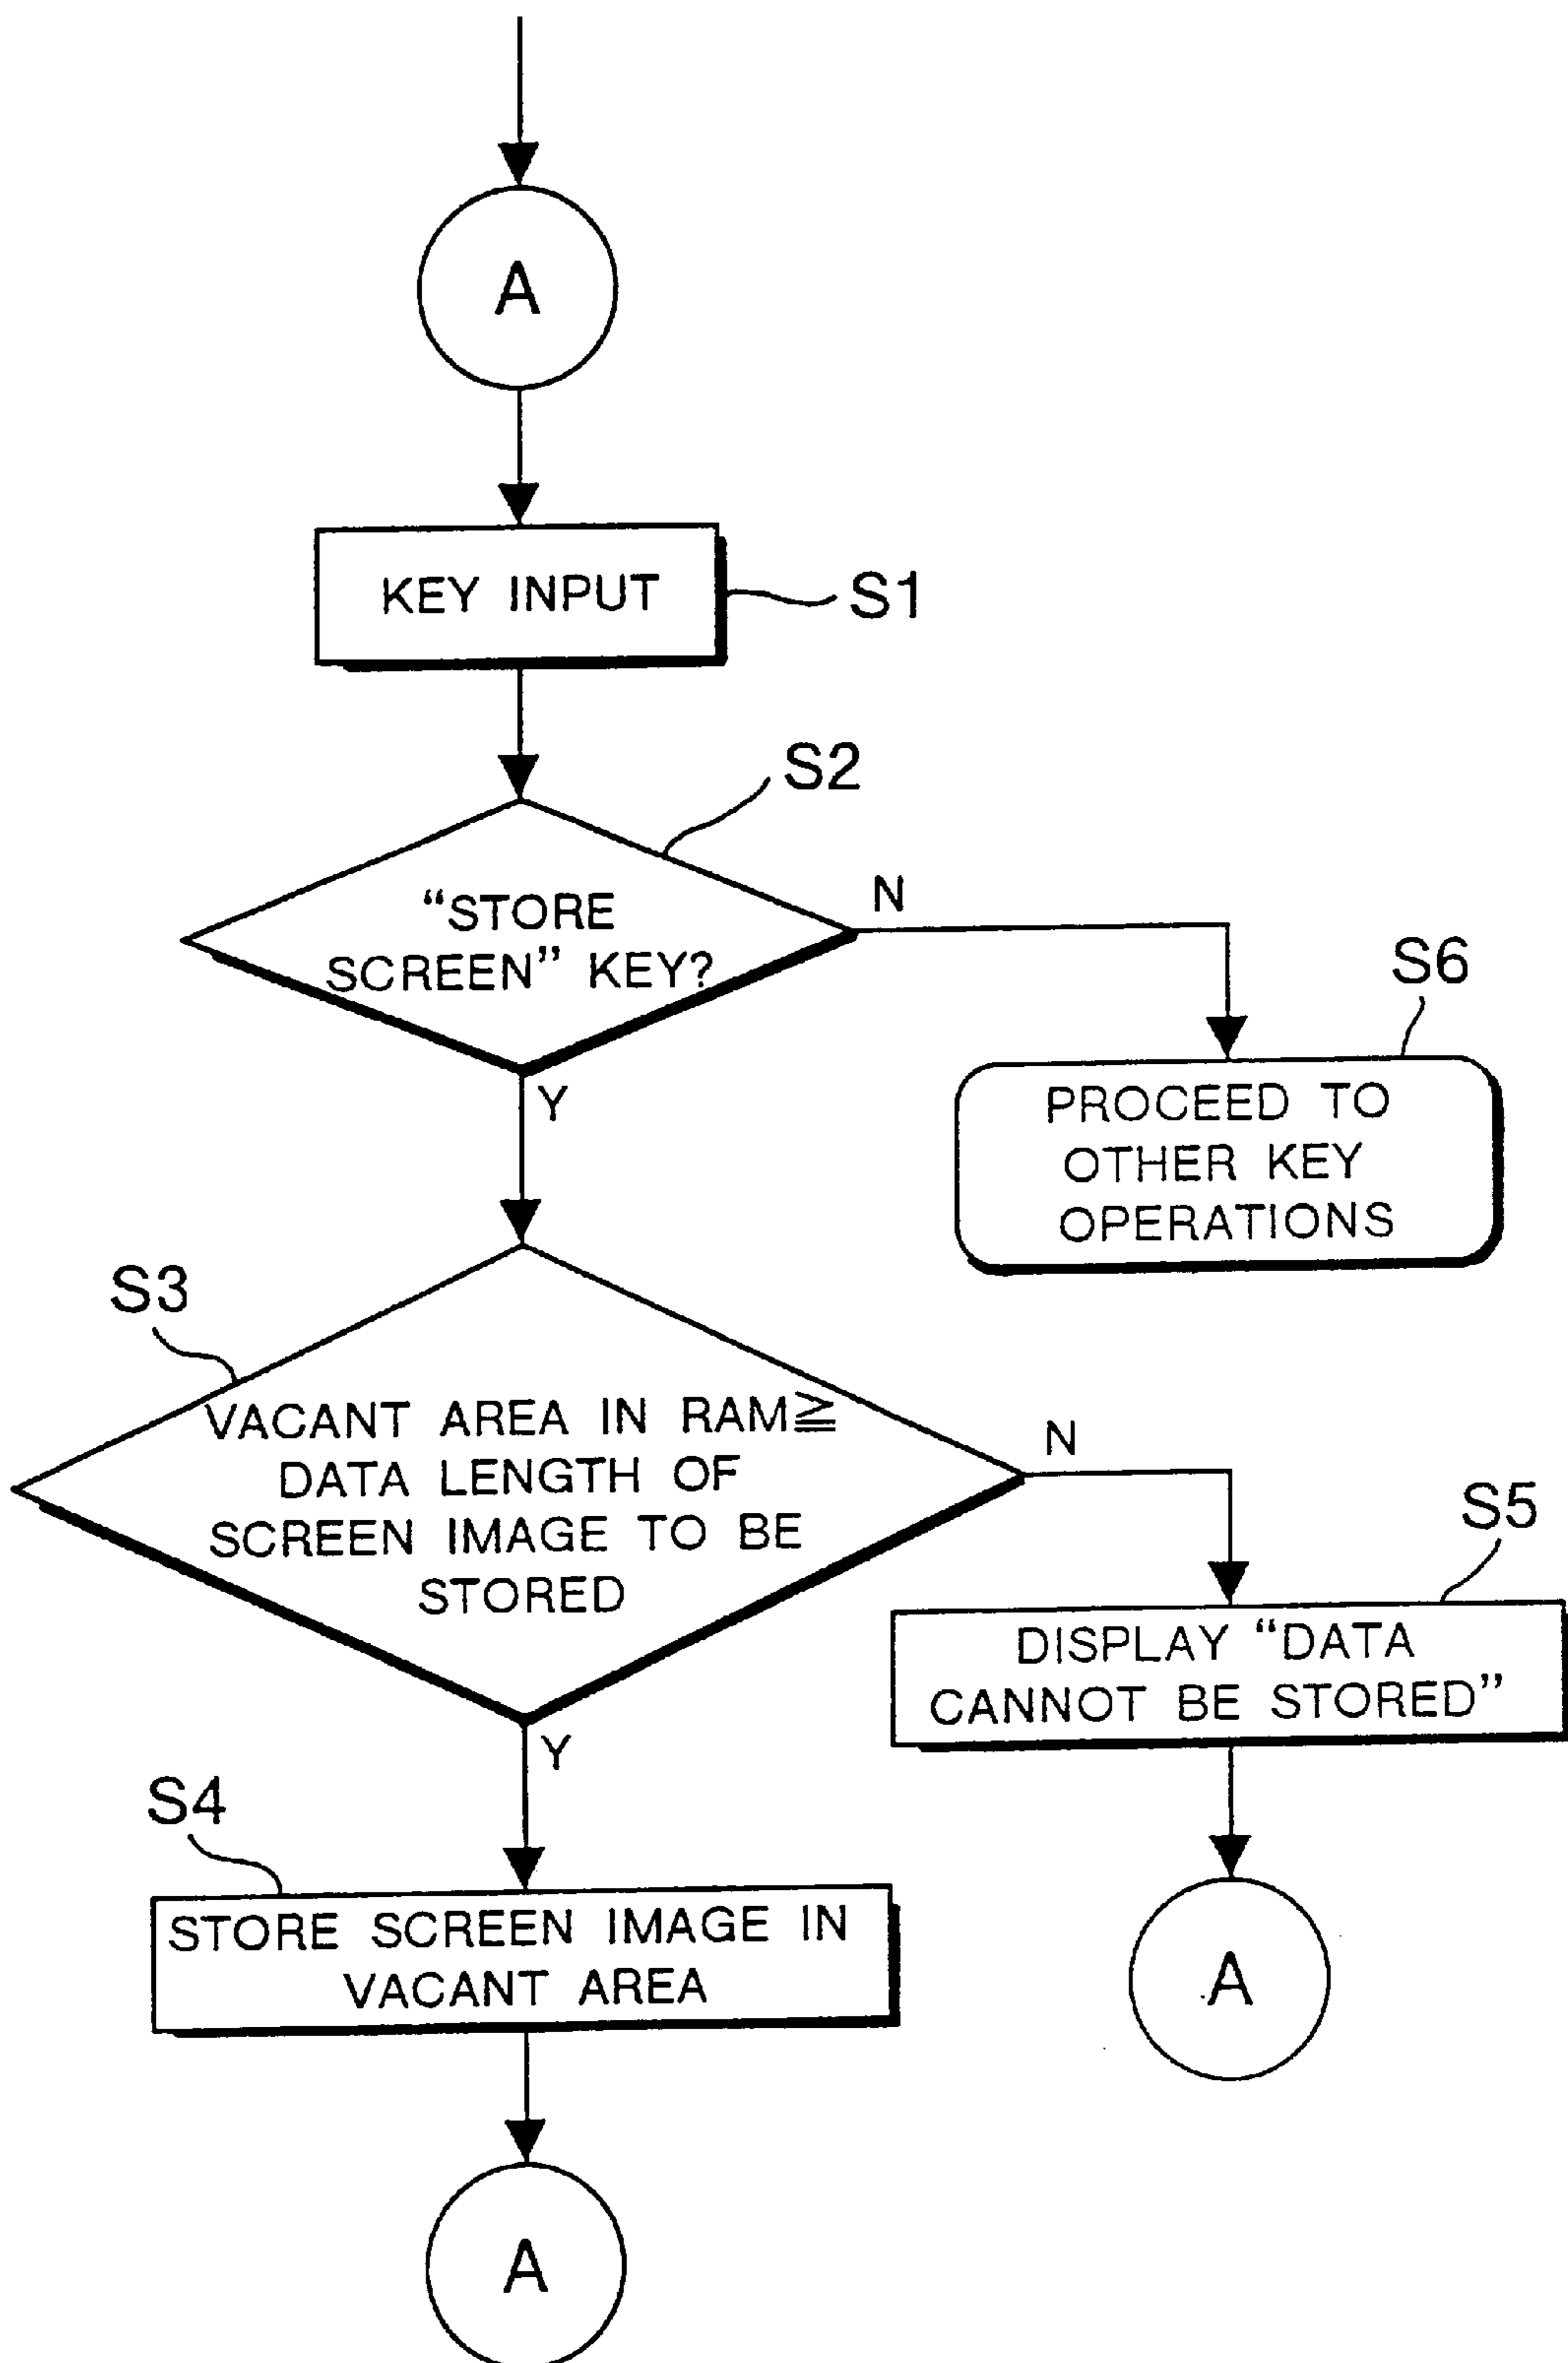 A
KEY INPUT
S1
S2
“STORE
SCREEN” KEY?
N
Y
S6
PROCEED TO
OTHER KEY
OPERATIONS
S3
VACANT AREA IN RAM≧
DATA LENGTH OF
SCREEN IMAGE TO BE
STORED
N
Y
S5
DISPLAY “DATA
CANNOT BE STORED”
A
S4
STORE SCREEN IMAGE IN
VACANT AREA
A